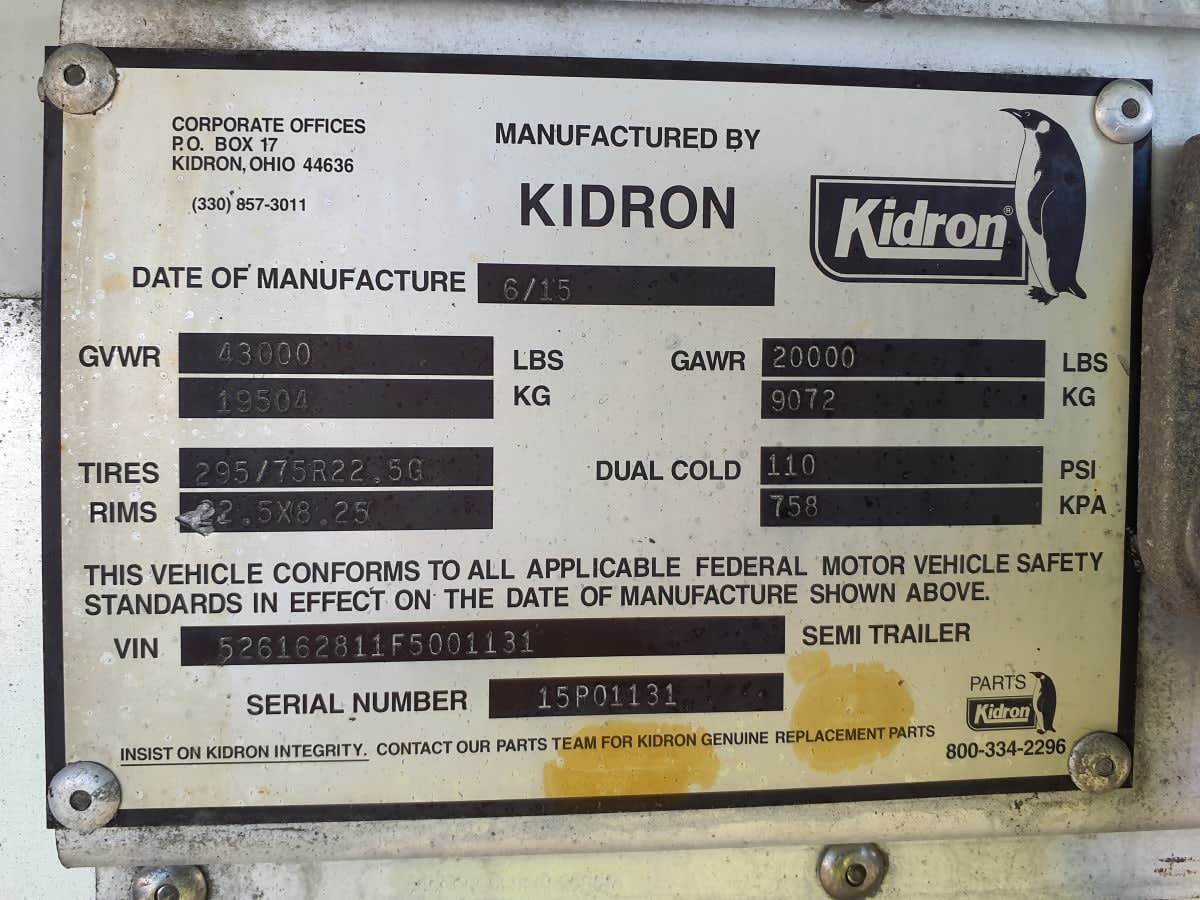 CORPORATE OFFICES
P.O. BOX 17
KIDRON, OHIO 44636
(330) 857-3011
MANUFACTURED BY
KIDRON
Kidron®
DATE OF MANUFACTURE 6/15
GVWR 43000 LBS GAWR 20000 LBS
19504 KG 9072 KG
TIRES 295/75R22.5G DUAL COLD 110 PSI
RIMS 22.5X8.25 758 KPA
THIS VEHICLE CONFORMS TO ALL APPLICABLE FEDERAL MOTOR VEHICLE SAFETY
STANDARDS IN EFFECT ON THE DATE OF MANUFACTURE SHOWN ABOVE.
VIN 526162811F5001131 SEMI TRAILER
SERIAL NUMBER 15P01131
PARTS
Kidron
INSIST ON KIDRON INTEGRITY. CONTACT OUR PARTS TEAM FOR KIDRON GENUINE REPLACEMENT PARTS
800-334-2296